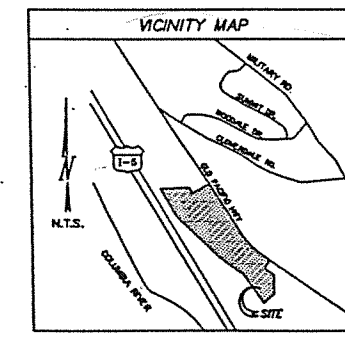 VICINITY MAP
MILITARY RD.
SUMMIT DR.
WOODALE DR.
CLOVERDALE RD.
I-5
N
N.T.S.
OLD PACIFIC HWY
COLUMBIA RIVER
SITE